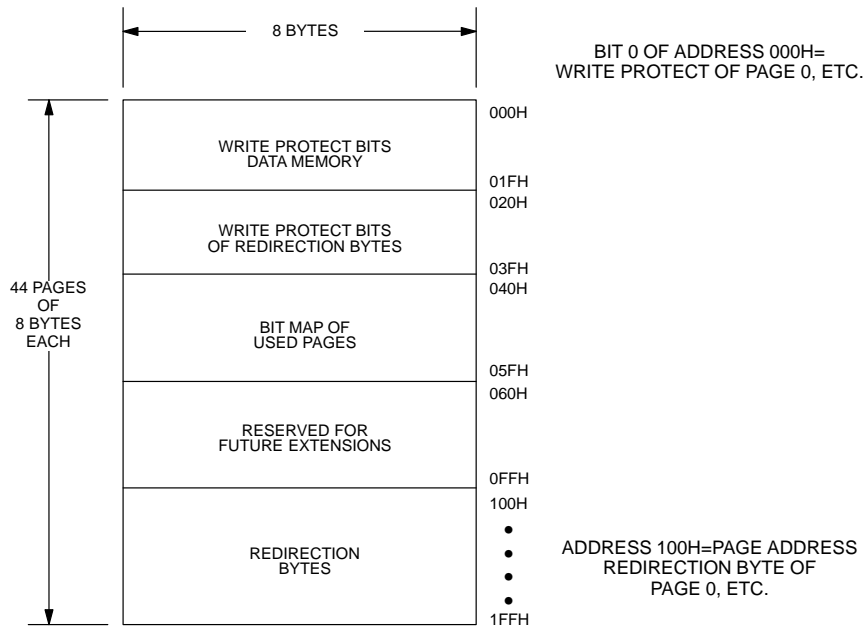 8 BYTES
BIT 0 OF ADDRESS 000H=
WRITE PROTECT OF PAGE 0, ETC.
000H
WRITE PROTECT BITS
DATA MEMORY
01FH
020H
WRITE PROTECT BITS
OF REDIRECTION BYTES
03FH
040H
44 PAGES
OF
8 BYTES
EACH
BIT MAP OF
USED PAGES
05FH
060H
RESERVED FOR
FUTURE EXTENSIONS
0FFH
100H
REDIRECTION
BYTES
ADDRESS 100H=PAGE ADDRESS
REDIRECTION BYTE OF
PAGE 0, ETC.
1FFH